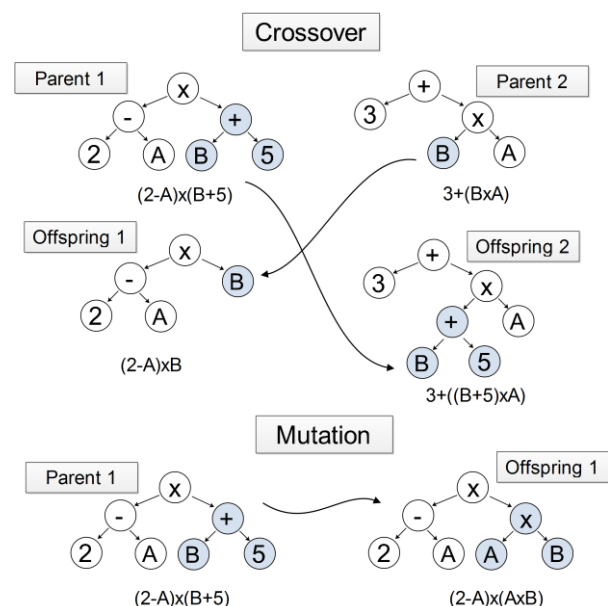 Crossover
Parent 1
Parent 2
x
+
- +
3 x
2 A B 5
B A
(2-A)x(B+5)
3+(BxA)
Offspring 1
Offspring 2
x
+
- B
3 x
2 A
+ A
B 5
(2-A)xB
3+((B+5)xA)
Mutation
Parent 1
Offspring 1
x
x
- +
- x
2 A B 5
2 A A B
(2-A)x(B+5)
(2-A)x(AxB)